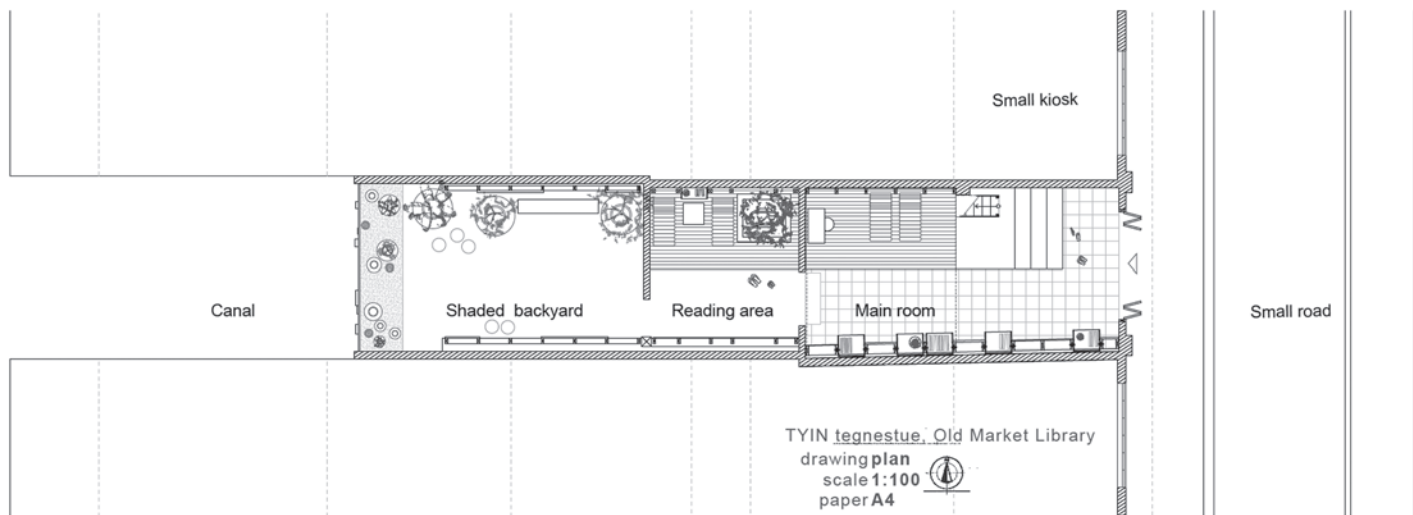 Small kiosk
Canal
Shaded backyard
Reading area
Main room
Small road
TYIN tegnestue, Old Market Library
drawing plan
scale 1:100
paper A4